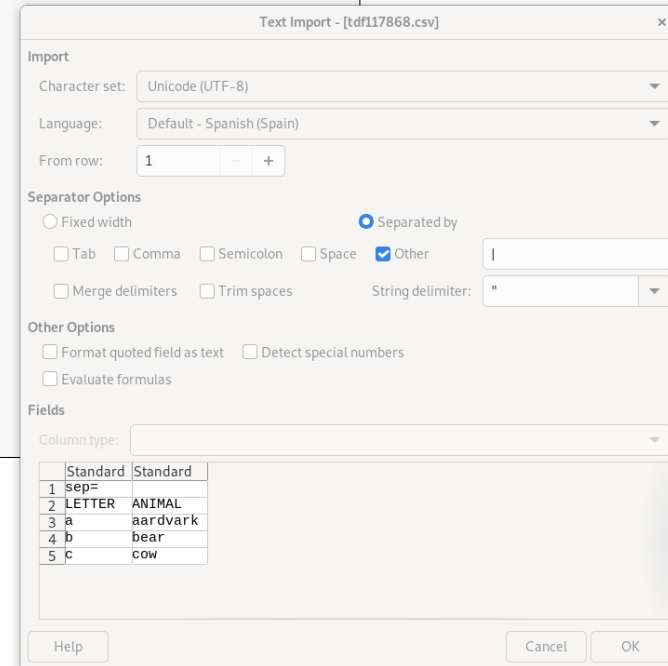 Text Import - [tdf117868.csv] ×
Import
Character set: Unicode (UTF-8)
Language: Default - Spanish (Spain)
From row: 1 − +
Separator Options
Fixed width Separated by
Tab Comma Semicolon Space Other |
Merge delimiters Trim spaces String delimiter: "
Other Options
Format quoted field as text Detect special numbers
Evaluate formulas
Fields
Column type:
Standard Standard
1 sep=
2 LETTER ANIMAL
3 a aardvark
4 b bear
5 c cow
Help Cancel OK